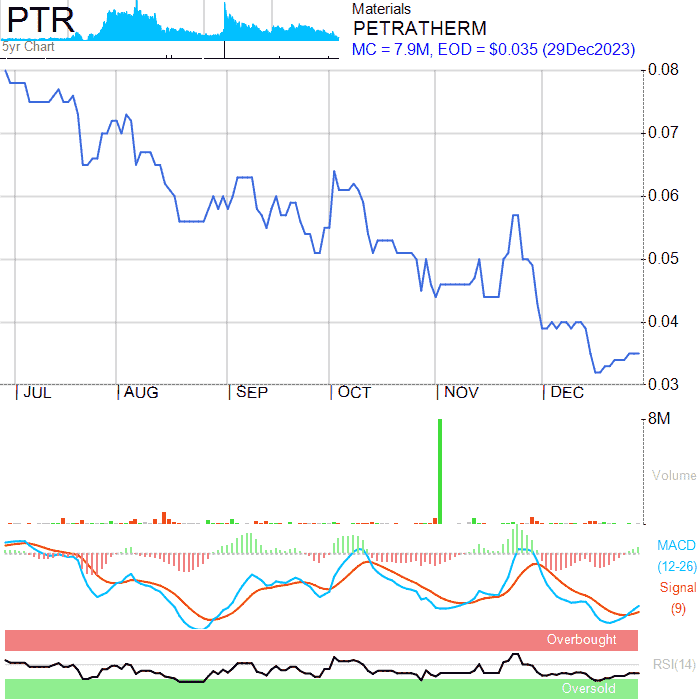 PTR
5yr Chart
Materials
PETRATHERM
MC = 7.9M, EOD = $0.035 (29Dec2023)
0.08
0.07
0.06
0.05
0.04
0.03
JUL AUG SEP OCT NOV DEC
8M
Volume
MACD
(12-26)
Signal
(9)
Overbought
RSI(14)
Oversold